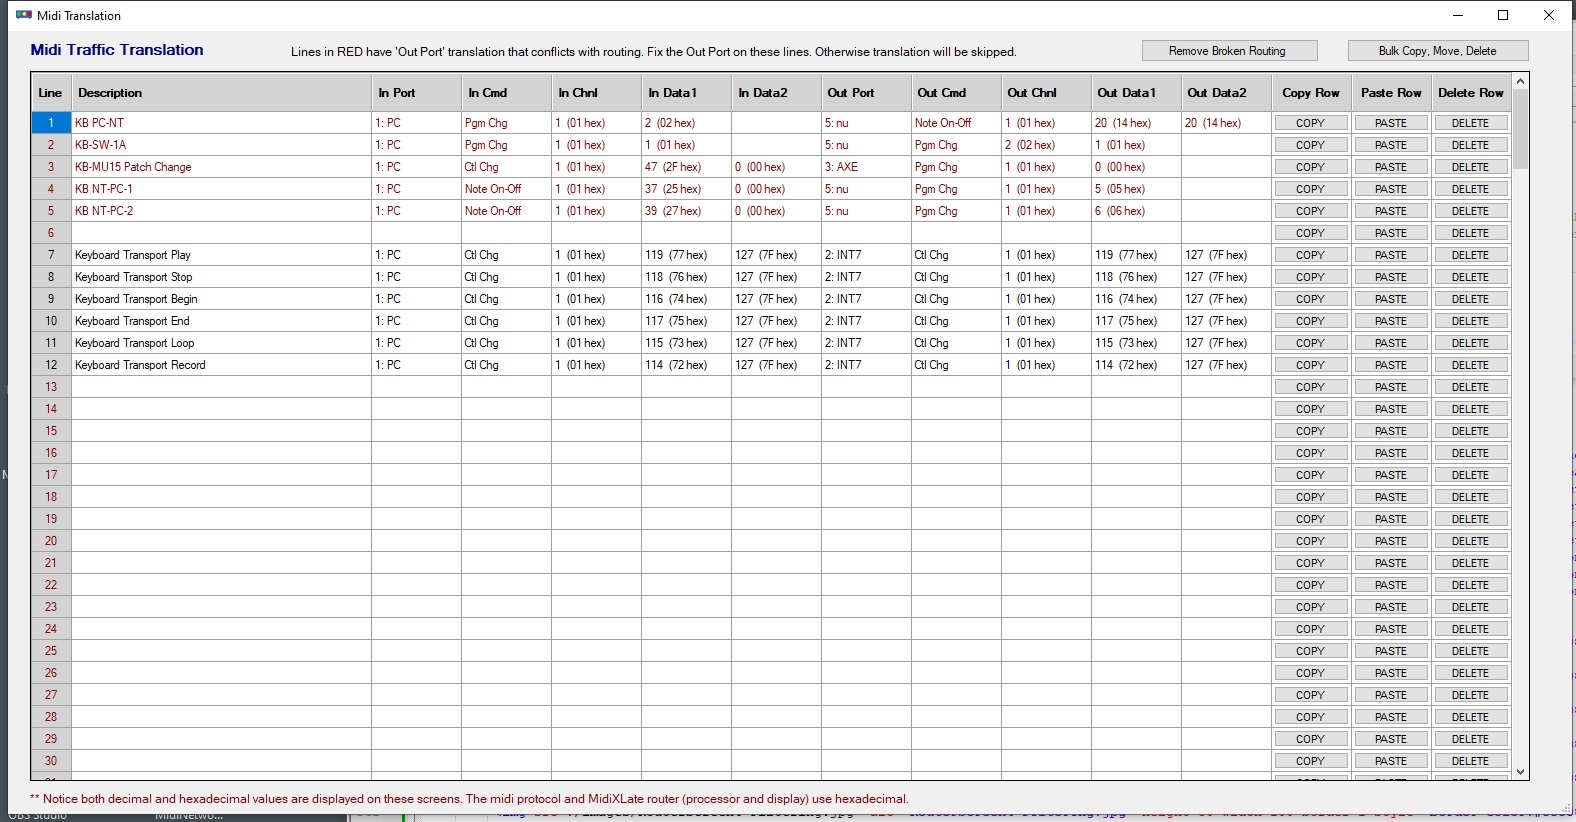 Midi Translation
Midi Traffic Translation
Lines in RED have 'Out Port' translation that conflicts with routing. Fix the Out Port on these lines. Otherwise translation will be skipped.
Remove Broken Routing
Bulk Copy, Move, Delete
Line Description In Port In Cmd In Chnl In Data1 In Data2 Out Port Out Cmd Out Chnl Out Data1 Out Data2 Copy Row Paste Row Delete Row
1 KB PC-NT 1: PC Pgm Chg 1 (01 hex) 2 (02 hex) 5: nu Note On-Off 1 (01 hex) 20 (14 hex) 20 (14 hex) COPY PASTE DELETE
2 KB-SW-1A 1: PC Pgm Chg 1 (01 hex) 1 (01 hex) 5: nu Pgm Chg 2 (02 hex) 1 (01 hex) COPY PASTE DELETE
3 KB-MU15 Patch Change 1: PC Ctl Chg 1 (01 hex) 47 (2F hex) 0 (00 hex) 3: AXE Pgm Chg 1 (01 hex) 0 (00 hex) COPY PASTE DELETE
4 KB NT-PC-1 1: PC Note On-Off 1 (01 hex) 37 (25 hex) 0 (00 hex) 5: nu Pgm Chg 1 (01 hex) 5 (05 hex) COPY PASTE DELETE
5 KB NT-PC-2 1: PC Note On-Off 1 (01 hex) 39 (27 hex) 0 (00 hex) 5: nu Pgm Chg 1 (01 hex) 6 (06 hex) COPY PASTE DELETE
6 COPY PASTE DELETE
7 Keyboard Transport Play 1: PC Ctl Chg 1 (01 hex) 119 (77 hex) 127 (7F hex) 2: INT7 Ctl Chg 1 (01 hex) 119 (77 hex) 127 (7F hex) COPY PASTE DELETE
8 Keyboard Transport Stop 1: PC Ctl Chg 1 (01 hex) 118 (76 hex) 127 (7F hex) 2: INT7 Ctl Chg 1 (01 hex) 118 (76 hex) 127 (7F hex) COPY PASTE DELETE
9 Keyboard Transport Begin 1: PC Ctl Chg 1 (01 hex) 116 (74 hex) 127 (7F hex) 2: INT7 Ctl Chg 1 (01 hex) 116 (74 hex) 127 (7F hex) COPY PASTE DELETE
10 Keyboard Transport End 1: PC Ctl Chg 1 (01 hex) 117 (75 hex) 127 (7F hex) 2: INT7 Ctl Chg 1 (01 hex) 117 (75 hex) 127 (7F hex) COPY PASTE DELETE
11 Keyboard Transport Loop 1: PC Ctl Chg 1 (01 hex) 115 (73 hex) 127 (7F hex) 2: INT7 Ctl Chg 1 (01 hex) 115 (73 hex) 127 (7F hex) COPY PASTE DELETE
12 Keyboard Transport Record 1: PC Ctl Chg 1 (01 hex) 114 (72 hex) 127 (7F hex) 2: INT7 Ctl Chg 1 (01 hex) 114 (72 hex) 127 (7F hex) COPY PASTE DELETE
13 COPY PASTE DELETE
14 COPY PASTE DELETE
15 COPY PASTE DELETE
16 COPY PASTE DELETE
17 COPY PASTE DELETE
18 COPY PASTE DELETE
19 COPY PASTE DELETE
20 COPY PASTE DELETE
21 COPY PASTE DELETE
22 COPY PASTE DELETE
23 COPY PASTE DELETE
24 COPY PASTE DELETE
25 COPY PASTE DELETE
26 COPY PASTE DELETE
27 COPY PASTE DELETE
28 COPY PASTE DELETE
29 COPY PASTE DELETE
30 COPY PASTE DELETE
** Notice both decimal and hexadecimal values are displayed on these screens. The midi protocol and MidiXLate router (processor and display) use hexadecimal.
OBS Studio MidiNetwo...